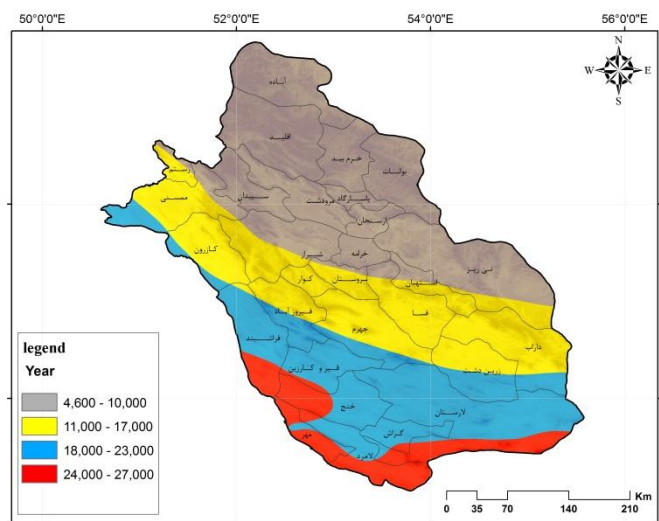 50°0'0"E 52°0'0"E 54°0'0"E 56°0'0"E
N
W E
S
آباده
اقلید
خرم بید
بوانات
رستم
ممسنی
سپیدان
پاسارگاد
مرودشت
ارسنجان
کازرون
شیراز
خرامه
نی ریز
کوار
سروستان
استهبان
فیروزآباد
فسا
جهرم
داراب
فراشبند
زرین دشت
قیر و کارزین
خنج
لارستان
گراش
مهر
لامرد
legend
Year
4,600 - 10,000
11,000 - 17,000
18,000 - 23,000
24,000 - 27,000
Km
0 35 70 140 210